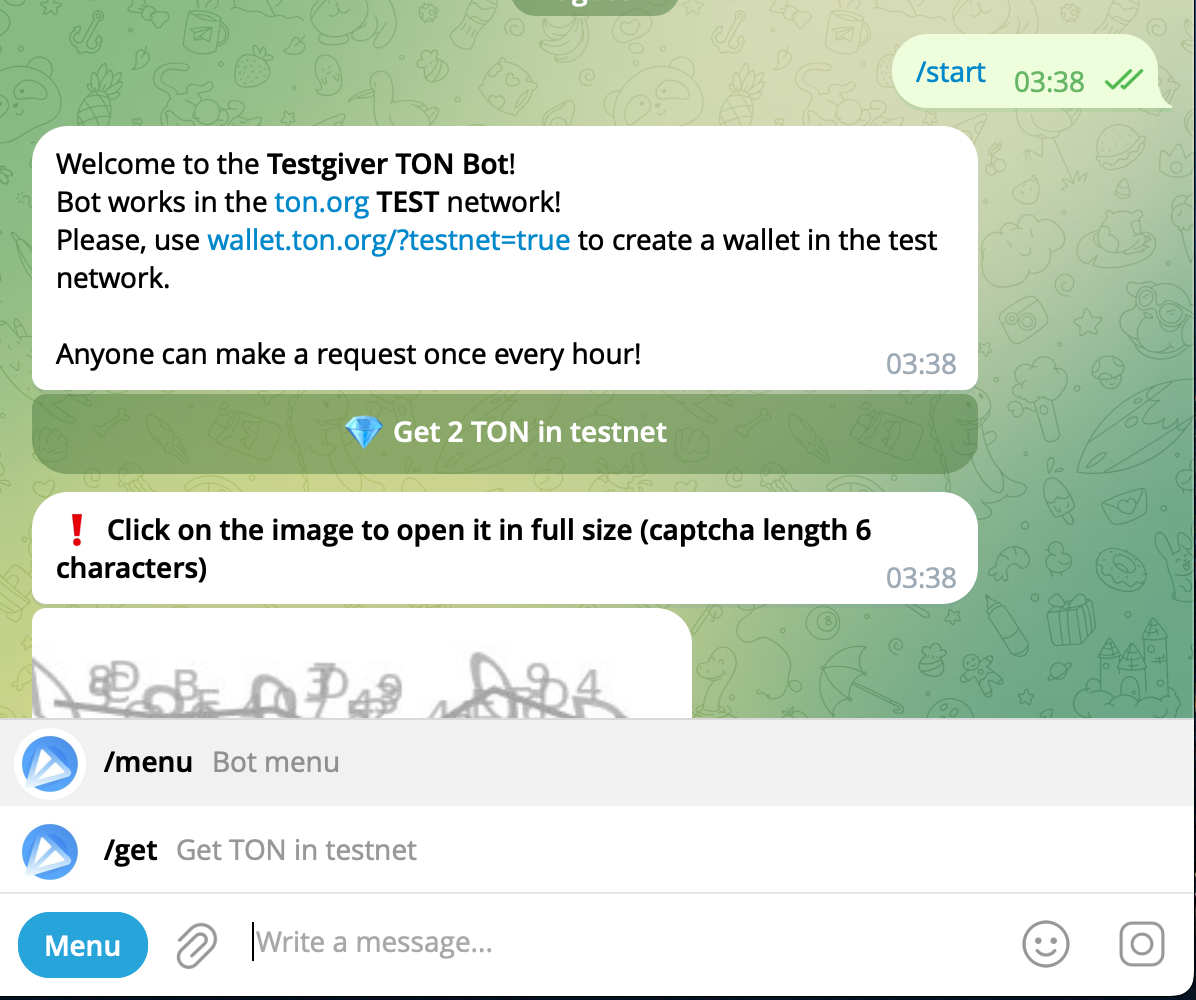 /start 03:38
Welcome to the Testgiver TON Bot!
Bot works in the ton.org TEST network!
Please, use wallet.ton.org/?testnet=true to create a wallet in the test
network.
Anyone can make a request once every hour!
03:38
Get 2 TON in testnet
Click on the image to open it in full size (captcha length 6
characters)
03:38
/menu Bot menu
/get Get TON in testnet
Menu
Write a message...